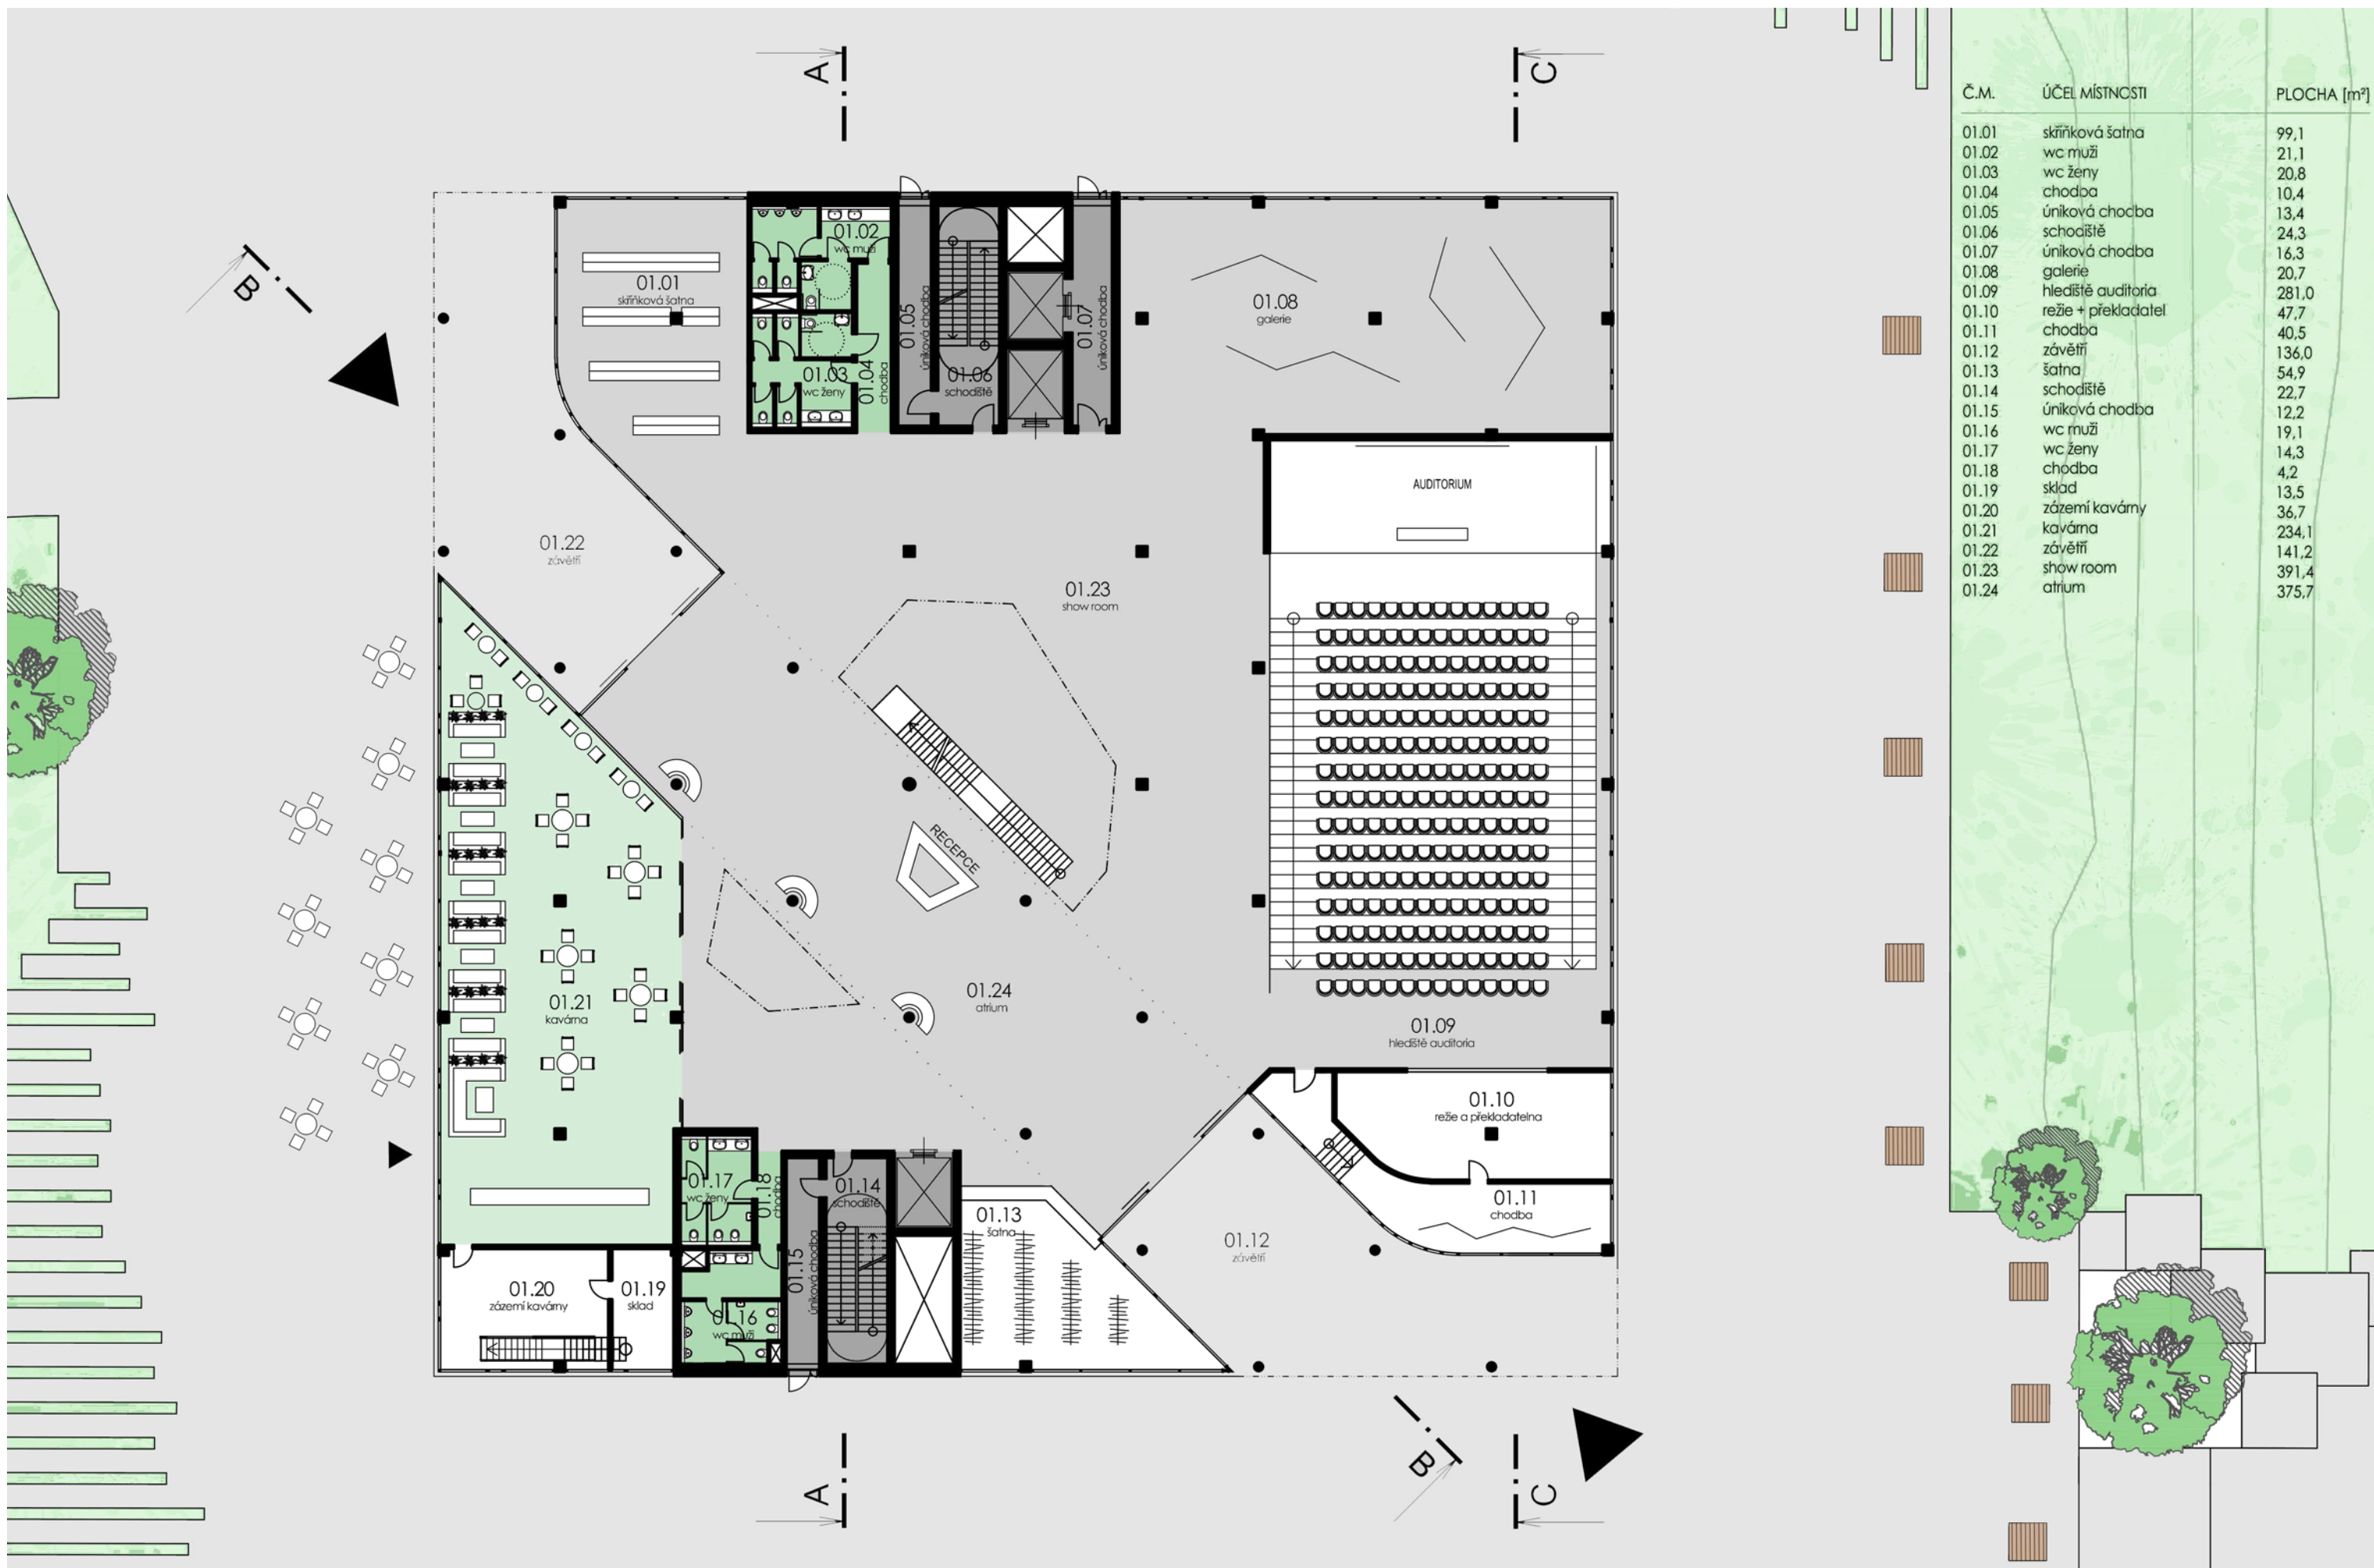 A
C
B
Č.M. ÚČEL MÍSTNOSTI PLOCHA [m²]
01.01 skříňková šatna 99,1
01.02 wc muži 21,1
01.03 wc ženy 20,8
01.04 chodba 10,4
01.05 úníková chodba 13,4
01.06 schodiště 24,3
01.07 úníková chodba 16,3
01.08 galerie 20,7
01.09 hlediště auditoria 281,0
01.10 režie + překladatel 47,7
01.11 chodba 40,5
01.12 závětří 136,0
01.13 šatna 54,9
01.14 schodiště 22,7
01.15 úníková chodba 12,2
01.16 wc muži 19,1
01.17 wc ženy 14,3
01.18 chodba 4,2
01.19 sklad 13,5
01.20 zázemí kavárny 36,7
01.21 kavárna 234,1
01.22 závětří 141,2
01.23 show room 391,4
01.24 atrium 375,7
01.01
skříňková šatna
01.02
wc muži
01.03
wc ženy
01.04
chodba
01.05
úníková chodba
01.06
schodiště
01.07
úníková chodba
01.08
galerie
AUDITORIUM
01.22
závětří
01.23
show room
RECEPCE
01.24
atrium
01.21
kavárna
01.09
hlediště auditoria
01.10
režie a překladatelna
01.11
chodba
01.12
závětří
01.13
šatna
01.14
schodiště
01.15
úníková chodba
01.17
wc ženy
01.18
chodba
01.16
wc muži
01.19
sklad
01.20
zázemí kavárny
A
B
C